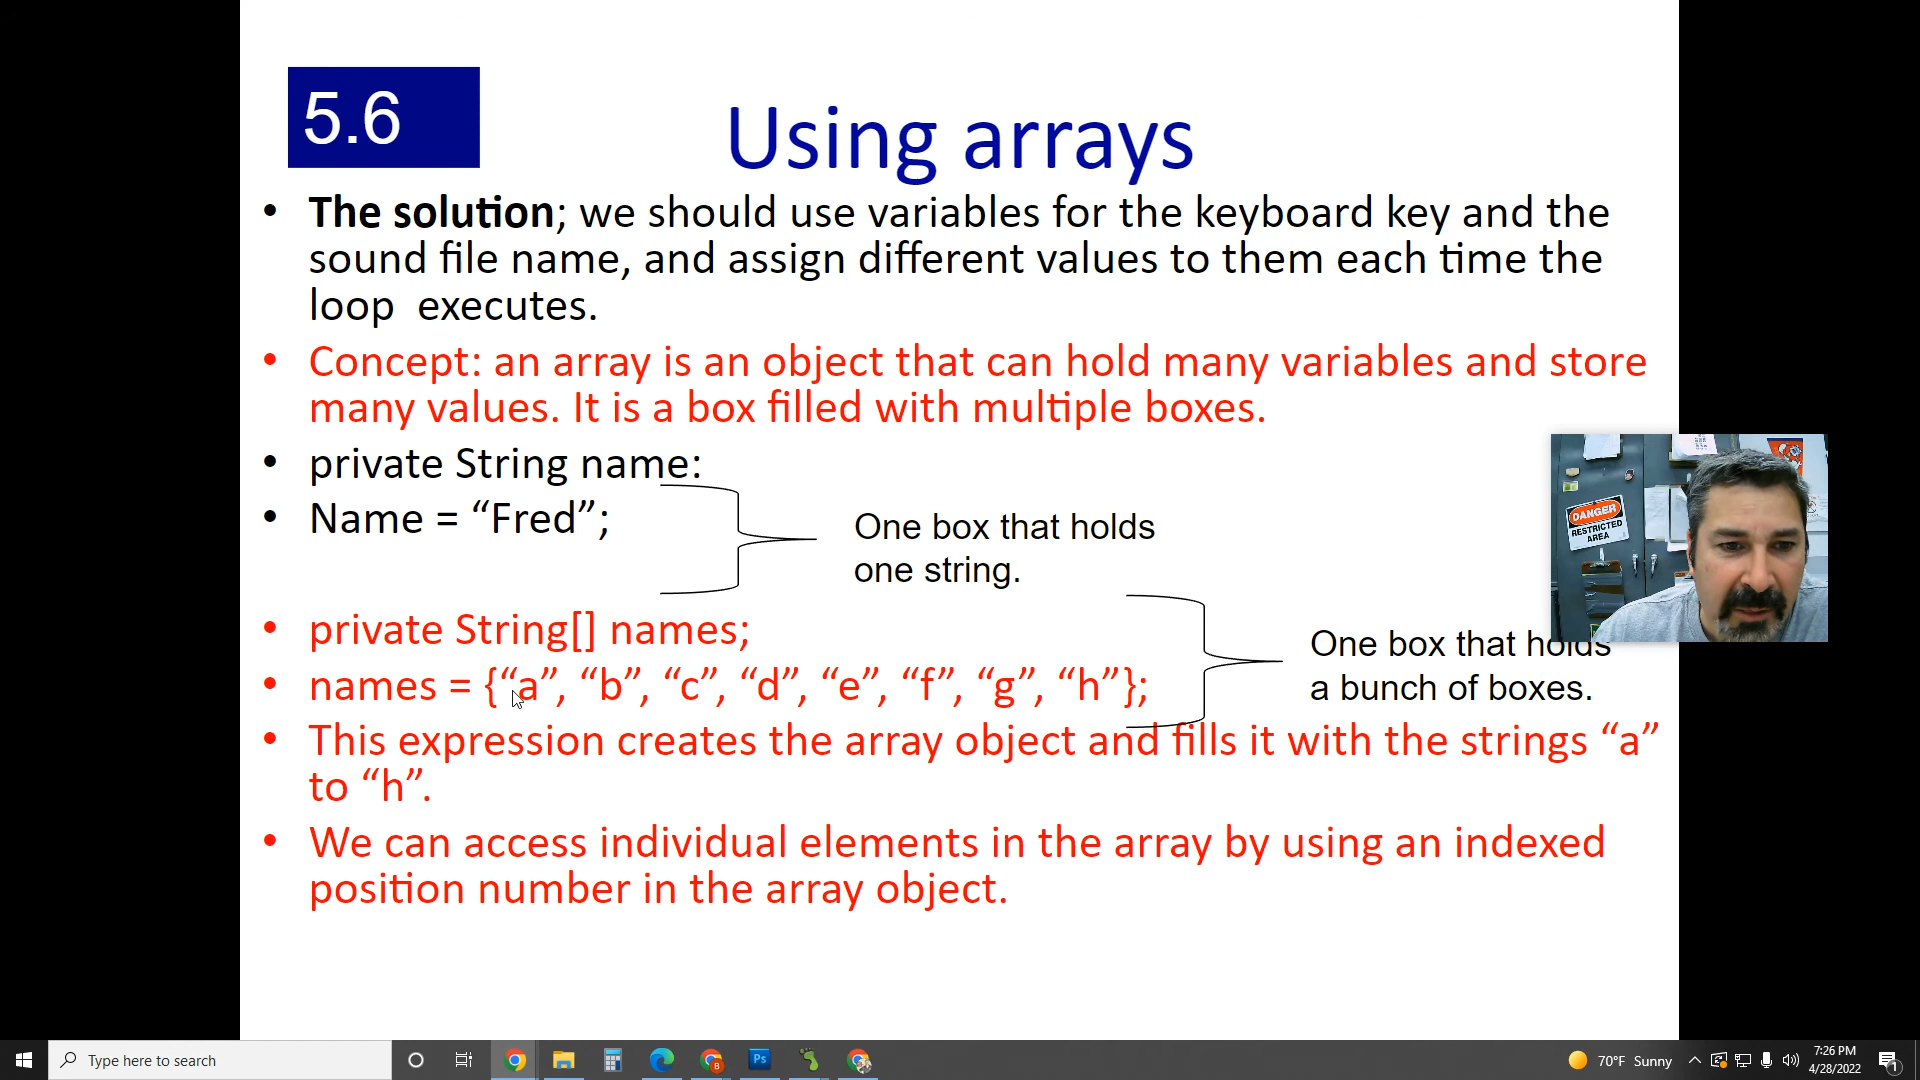 5.6
Using arrays
• The solution; we should use variables for the keyboard key and the
sound file name, and assign different values to them each time the
loop  executes.
• Concept: an array is an object that can hold many variables and store
many values. It is a box filled with multiple boxes.
• private String name:
• Name = “Fred”;
One box that holds
one string.
• private String[] names;
• names = {“a”, “b”, “c”, “d”, “e”, “f”, “g”, “h”};
One box that holds
a bunch of boxes.
• This expression creates the array object and fills it with the strings “a”
to “h”.
• We can access individual elements in the array by using an indexed
position number in the array object.
DANGER
RESTRICTED
AREA
Type here to search
B
Ps
70°F Sunny
7:26 PM
4/28/2022
1